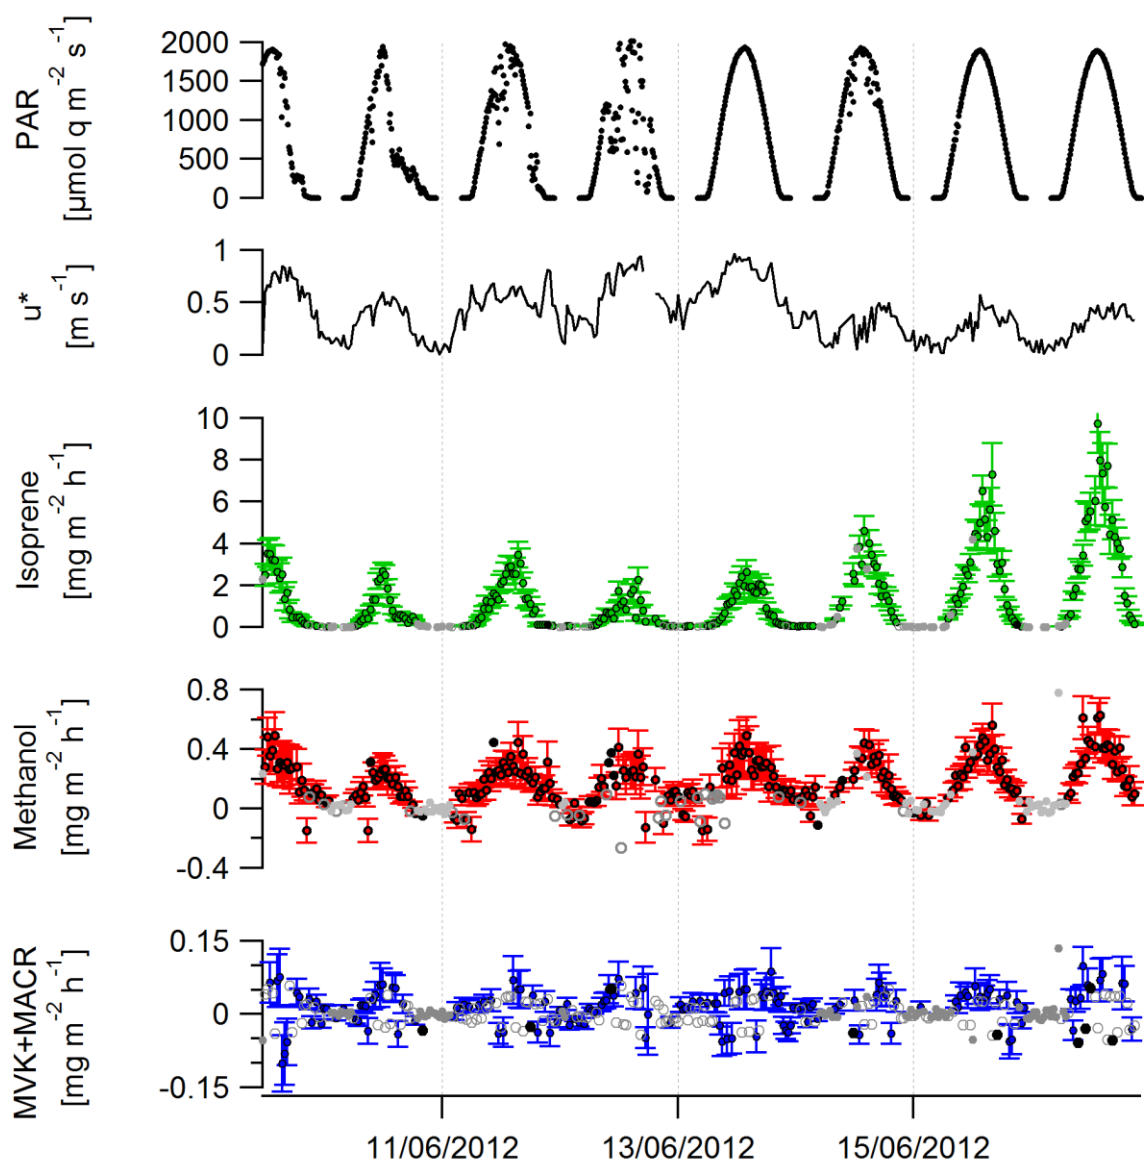 PAR
[µmol q m⁻² s⁻¹]
2000
1500
1000
500
0
u*
[m s⁻¹]
1
0.5
0
Isoprene
[mg m⁻² h⁻¹]
10
8
6
4
2
0
Methanol
[mg m⁻² h⁻¹]
0.8
0.4
0
-0.4
MVK+MACR
[mg m⁻² h⁻¹]
0.15
0
-0.15
11/06/2012
13/06/2012
15/06/2012